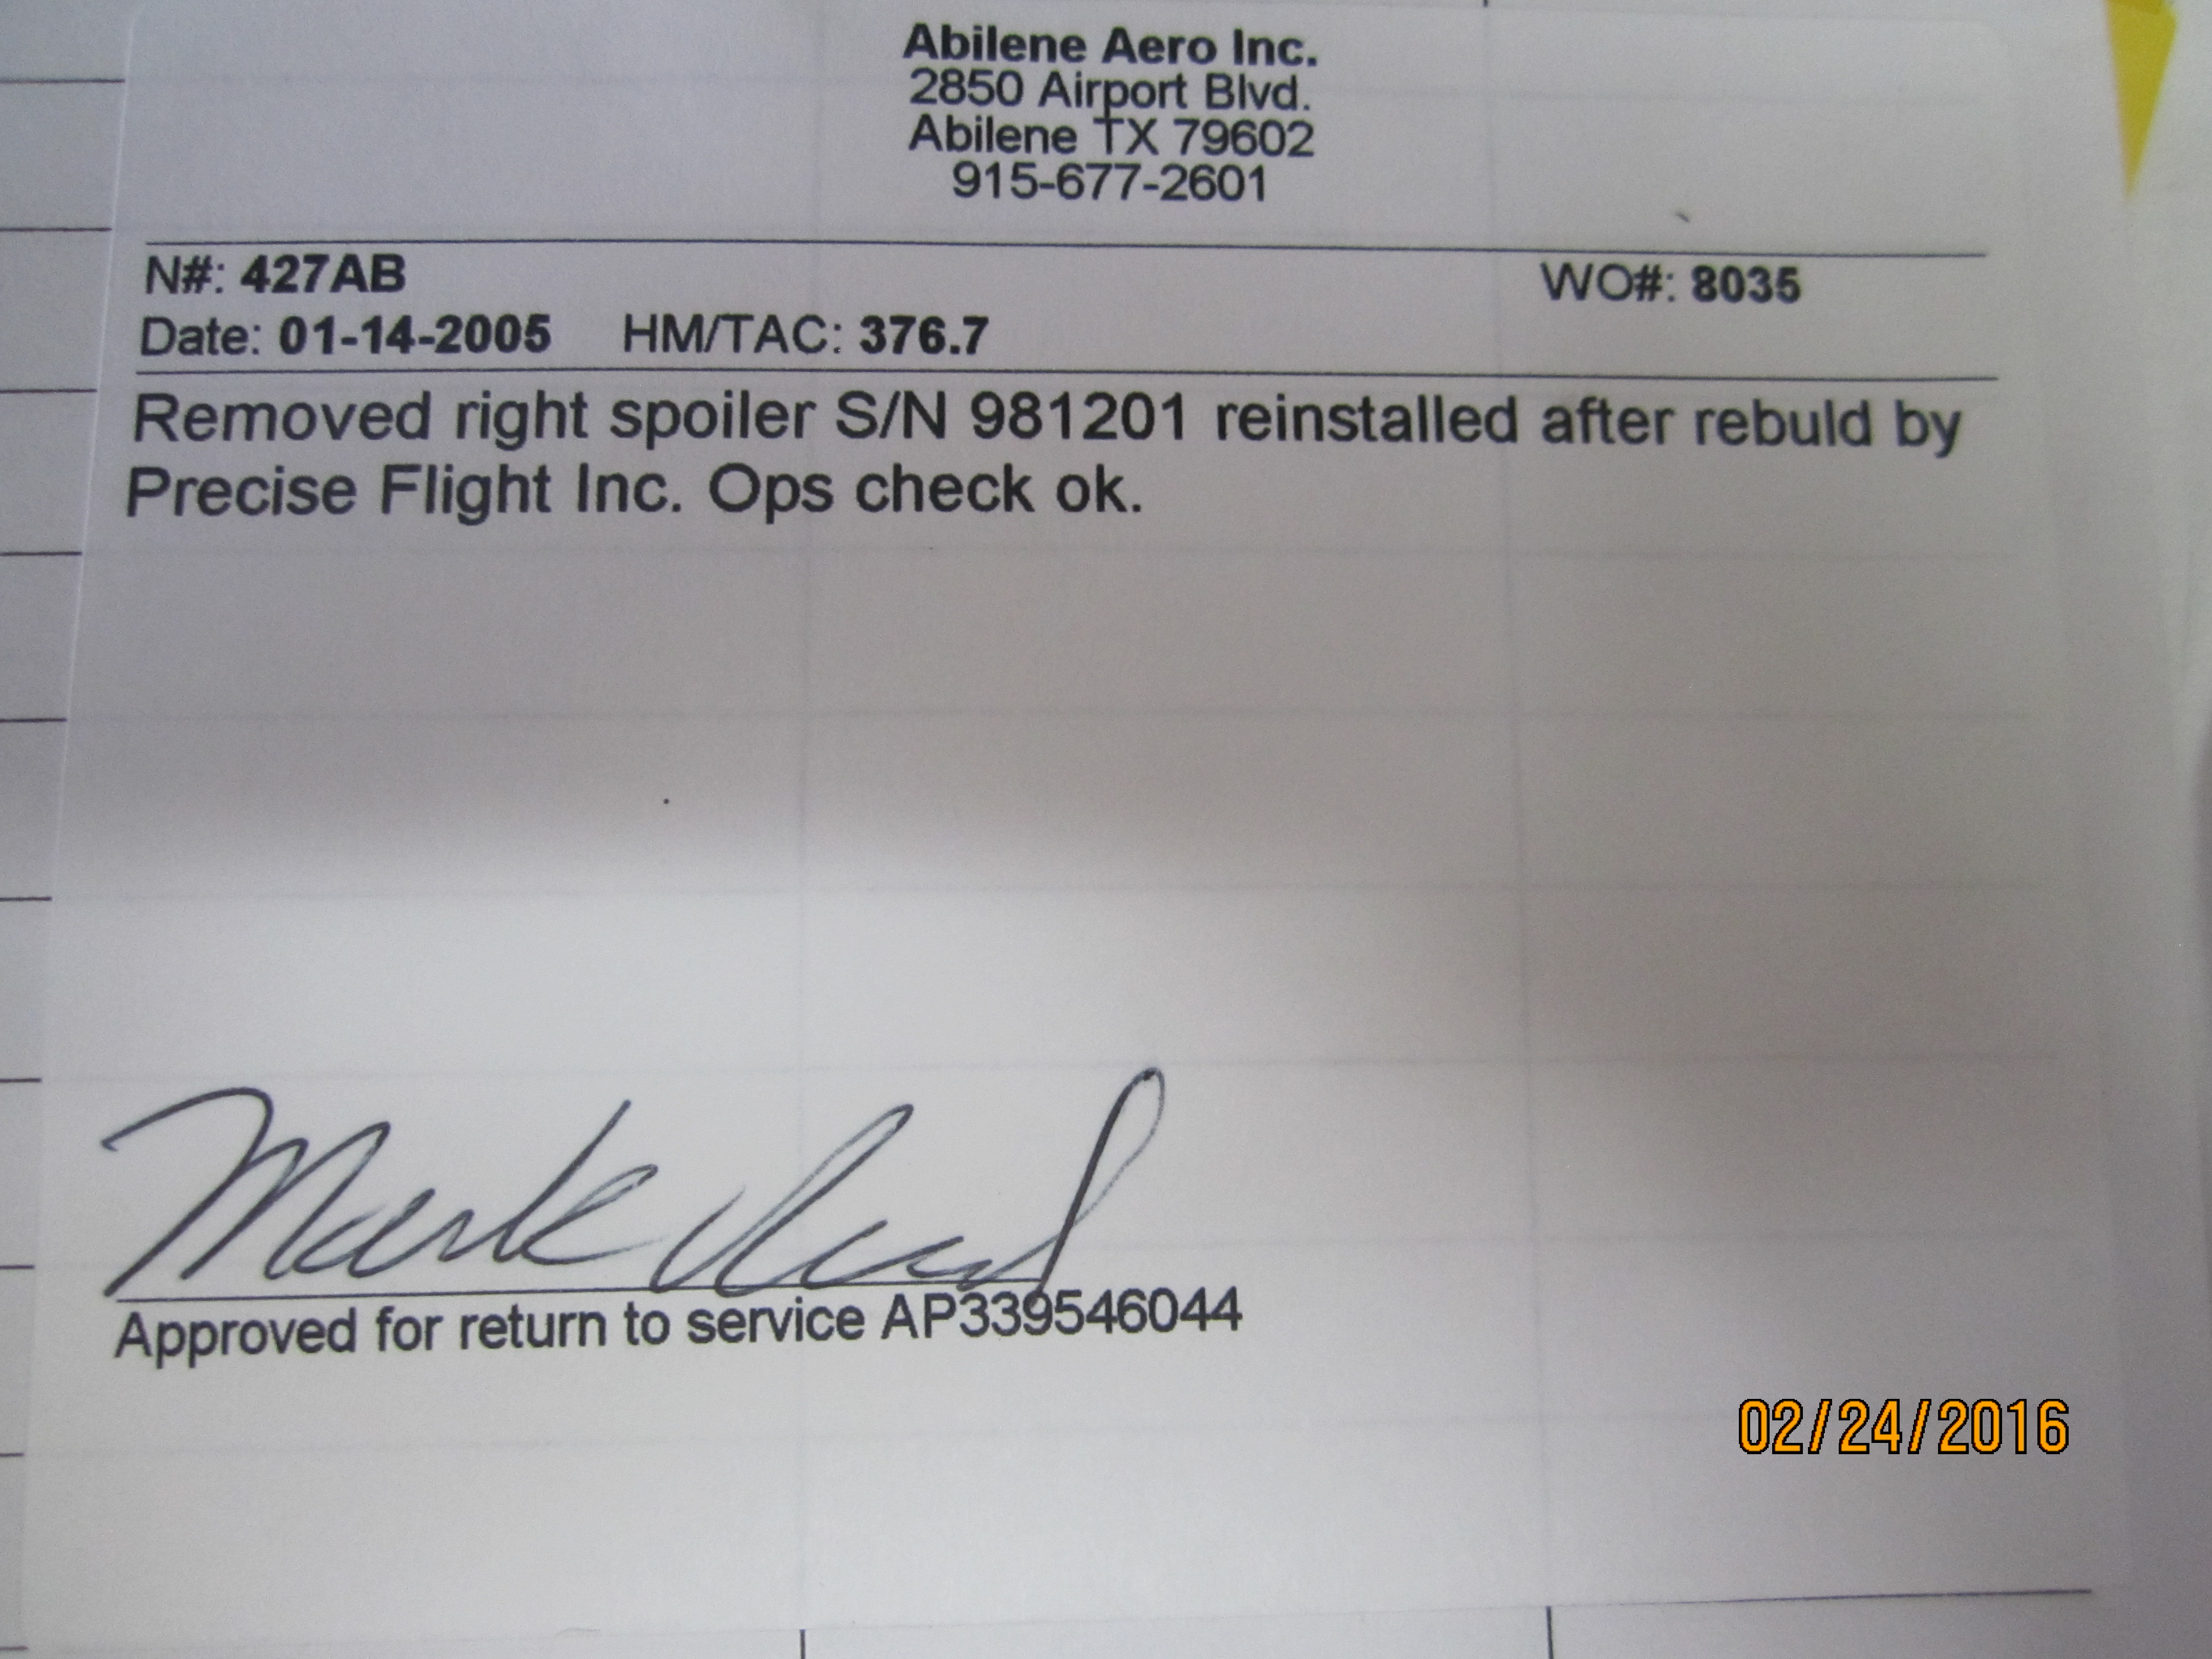 Abilene Aero Inc.
2850 Airport Blvd.
Abilene TX 79602
915-677-2601
N#: 427AB WO#: 8035
Date: 01-14-2005 HM/TAC: 376.7
Removed right spoiler S/N 981201 reinstalled after rebuld by
Precise Flight Inc. Ops check ok.
Mark
Approved for return to service AP339546044
02/24/2016